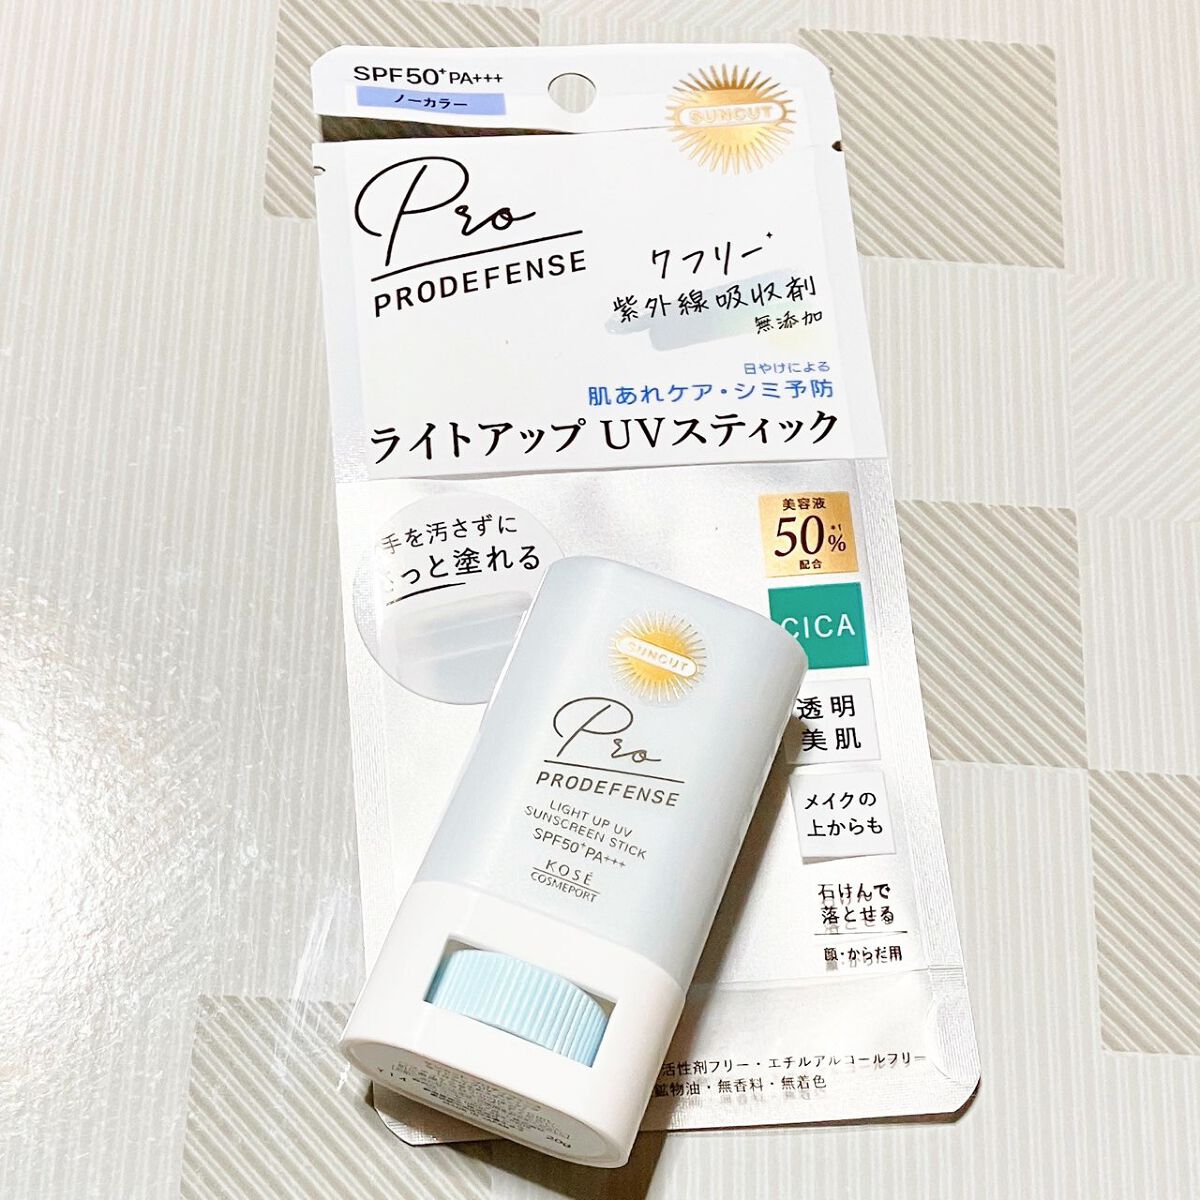 SPF50+PA+++
ノーカラー
SUNCUT
Pro
PRODEFENSE
7フリー
紫外線吸収剤
無添加
日やけによる
肌あれケア・シミ予防
ライトアップ UVスティック
手を汚さずに
っと塗れる
美容液
50%*1
配合
CICA
透明
美肌
メイクの
上からも
石けんで
落とせる
顔・からだ用
活性剤フリー・エチルアルコールフリー
鉱物油・無香料・無着色
SUNCUT
Pro
PRODEFENSE
LIGHT UP UV
SUNSCREEN STICK
SPF50+PA+++
KOSÉ
COSMEPORT
20g